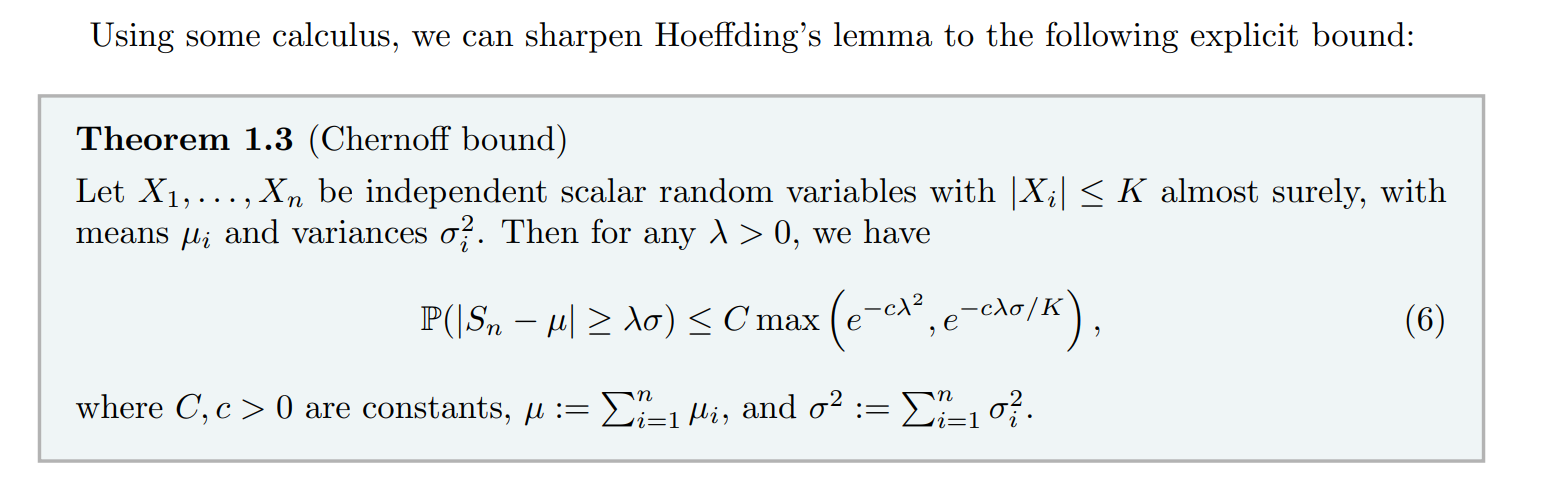 Using some calculus, we can sharpen Hoeffding's lemma to the following explicit bound:
Theorem 1.3 (Chernoff bound)
Let $X_1, \ldots, X_n$ be independent scalar random variables with $|X_i| \leq K$ almost surely, with
means $\mu_i$ and variances $\sigma_i^2$. Then for any $\lambda > 0$, we have
$\mathbb{P}(|S_n - \mu| \geq \lambda\sigma) \leq C \max\left(e^{-c\lambda^2}, e^{-c\lambda\sigma/K}\right),$ (6)
where $C, c > 0$ are constants, $\mu := \sum_{i=1}^n \mu_i$, and $\sigma^2 := \sum_{i=1}^n \sigma_i^2$.